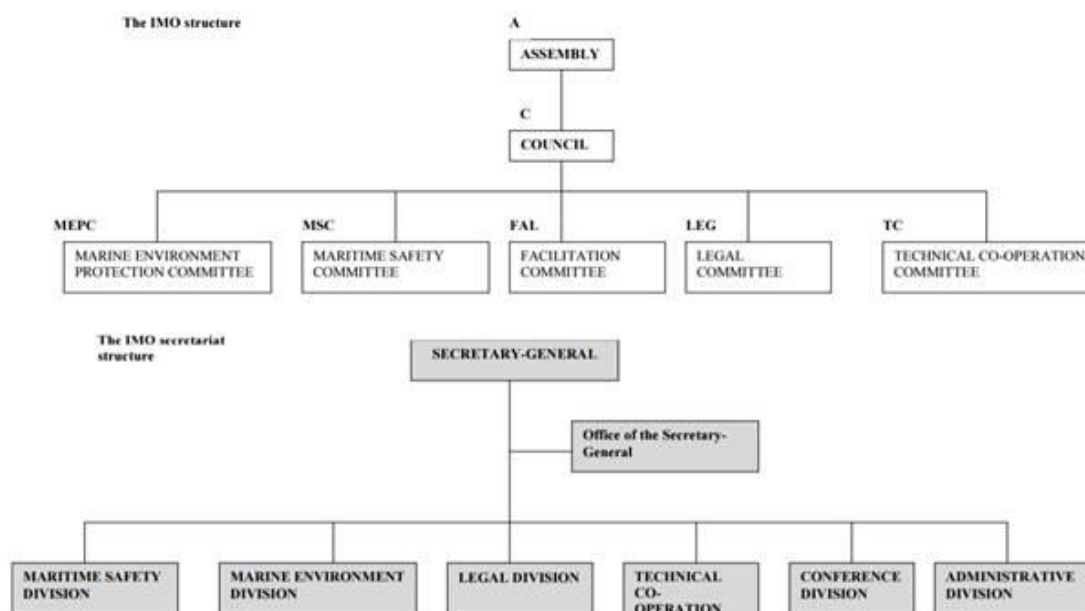 The IMO structure
A
ASSEMBLY
C
COUNCIL
MEPC
MARINE ENVIRONMENT
PROTECTION COMMITTEE
MSC
MARITIME SAFETY
COMMITTEE
FAL
FACILITATION
COMMITTEE
LEG
LEGAL
COMMITTEE
TC
TECHNICAL CO-OPERATION
COMMITTEE
The IMO secretariat
structure
SECRETARY-GENERAL
Office of the Secretary-
General
MARITIME SAFETY
DIVISION
MARINE ENVIRONMENT
DIVISION
LEGAL DIVISION
TECHNICAL
CO-
OPERATION
CONFERENCE
DIVISION
ADMINISTRATIVE
DIVISION